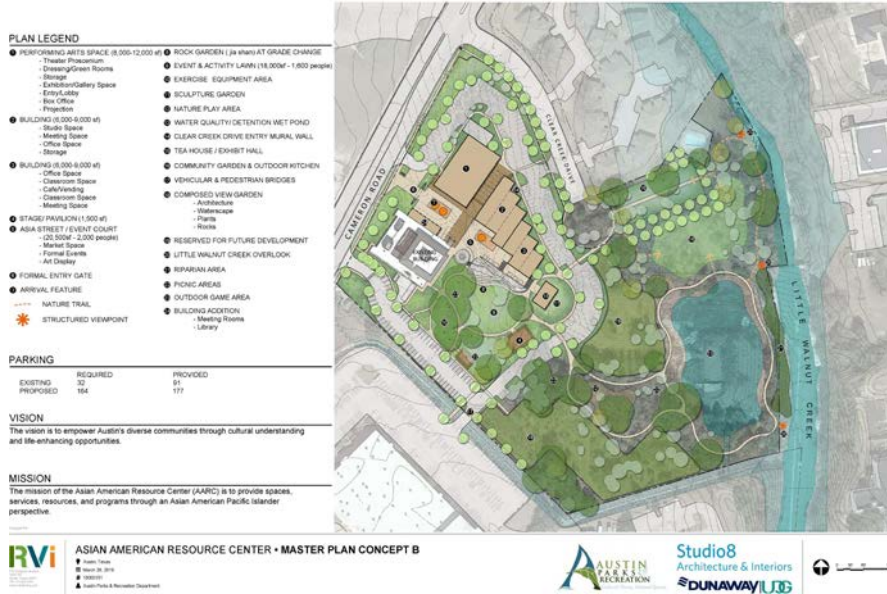 PLAN LEGEND
PERFORMING ARTS SPACE (8,000-12,000 sf)
- Theater Proscenium
- Dressing/Green Rooms
- Storage
- Exhibition/Gallery Space
- Entry/Lobby
- Box Office
- Projection
BUILDING (6,000-9,000 sf)
- Studio Space
- Meeting Space
- Office Space
- Storage
BUILDING (6,000-9,000 sf)
- Office Space
- Classroom Space
- Cafe/Vending
- Classroom Space
- Meeting Space
STAGE/ PAVILION (1,500 sf)
ASIA STREET / EVENT COURT
- (20,500sf - 2,000 people)
- Market Space
- Formal Events
- Art Display
FORMAL ENTRY GATE
ARRIVAL FEATURE
NATURE TRAIL
STRUCTURED VIEWPOINT
ROCK GARDEN ( jia shan) AT GRADE CHANGE
EVENT & ACTIVITY LAWN (18,000sf - 1,600 people)
EXERCISE EQUIPMENT AREA
SCULPTURE GARDEN
NATURE PLAY AREA
WATER QUALITY/ DETENTION WET POND
CLEAR CREEK DRIVE ENTRY MURAL WALL
TEA HOUSE / EXHIBIT HALL
COMMUNITY GARDEN & OUTDOOR KITCHEN
VEHICULAR & PEDESTRIAN BRIDGES
COMPOSED VIEW GARDEN
- Architecture
- Waterscape
- Plants
- Rocks
RESERVED FOR FUTURE DEVELOPMENT
LITTLE WALNUT CREEK OVERLOOK
RIPARIAN AREA
PICNIC AREAS
OUTDOOR GAME AREA
BUILDING ADDITION
- Meeting Rooms
- Library
PARKING
REQUIRED PROVIDED
EXISTING 32 91
PROPOSED 164 177
VISION
The vision is to empower Austin's diverse communities through cultural understanding
and life-enhancing opportunities.
MISSION
The mission of the Asian American Resource Center (AARC) is to provide spaces,
services, resources, and programs through an Asian American Pacific Islander
perspective.
CAMERON ROAD
CLEAR CREEK DRIVE
LITTLE WALNUT CREEK
RVi
ASIAN AMERICAN RESOURCE CENTER • MASTER PLAN CONCEPT B
Austin, Texas
March 26, 2019
Austin Parks & Recreation Department
AUSTIN
PARKS
RECREATION
Studio8
Architecture & Interiors
DUNAWAY UDG